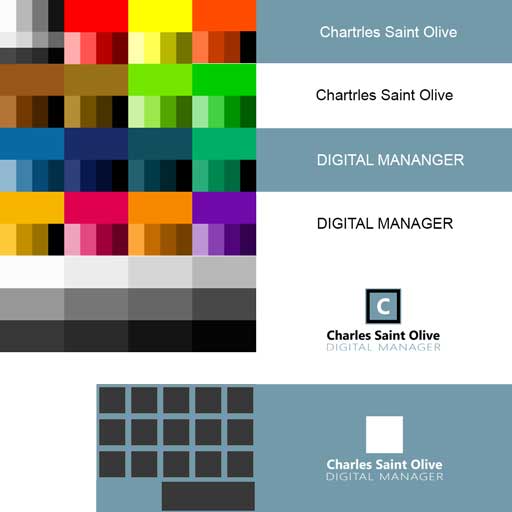 Chartrles Saint Olive
Chartrles Saint Olive
DIGITAL MANANGER
DIGITAL MANAGER
C
Charles Saint Olive
DIGITAL MANAGER
Charles Saint Olive
DIGITAL MANAGER